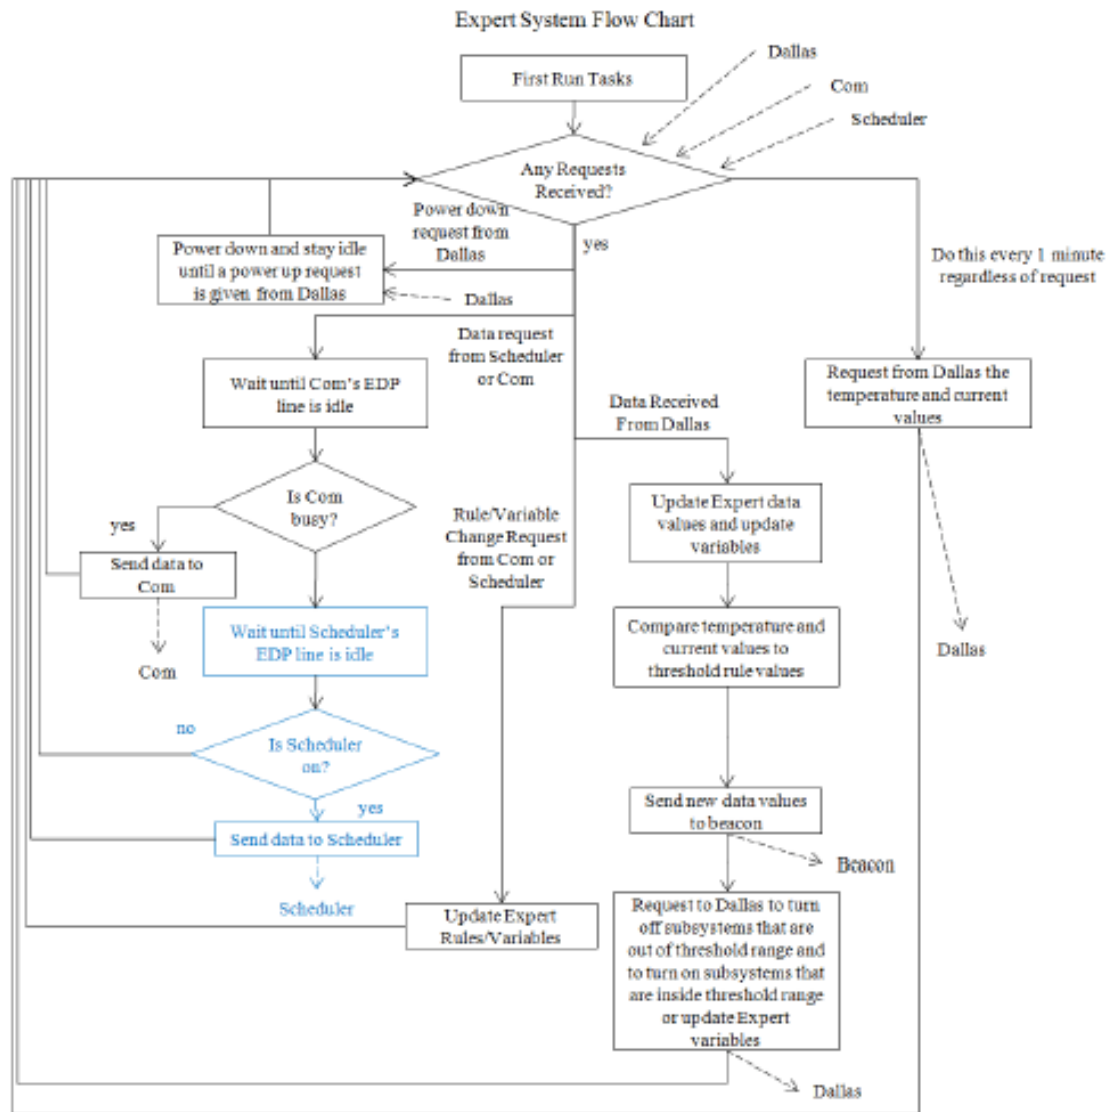 Expert System Flow Chart
First Run Tasks
Dallas
Com
Scheduler
Any Requests
Received?
Power down
request from
Dallas
yes
Power down and stay idle
until a power up request
is given from Dallas
Dallas
Do this every 1 minute
regardless of request
Data request
from Scheduler
or Com
Wait until Com's EDP
line is idle
Request from Dallas the
temperature and current
values
Data Received
From Dallas
Is Com
busy?
yes
Send data to
Com
Com
Rule/Variable
Change Request
from Com or
Scheduler
Update Expert data
values and update
variables
Wait until Scheduler's
EDP line is idle
Compare temperature and
current values to
threshold rule values
Dallas
no
Is Scheduler
on?
yes
Send data to Scheduler
Scheduler
Send new data values
to beacon
Beacon
Update Expert
Rules/Variables
Request to Dallas to turn
off subsystems that are
out of threshold range and
to turn on subsystems that
are inside threshold range
or update Expert
variables
Dallas